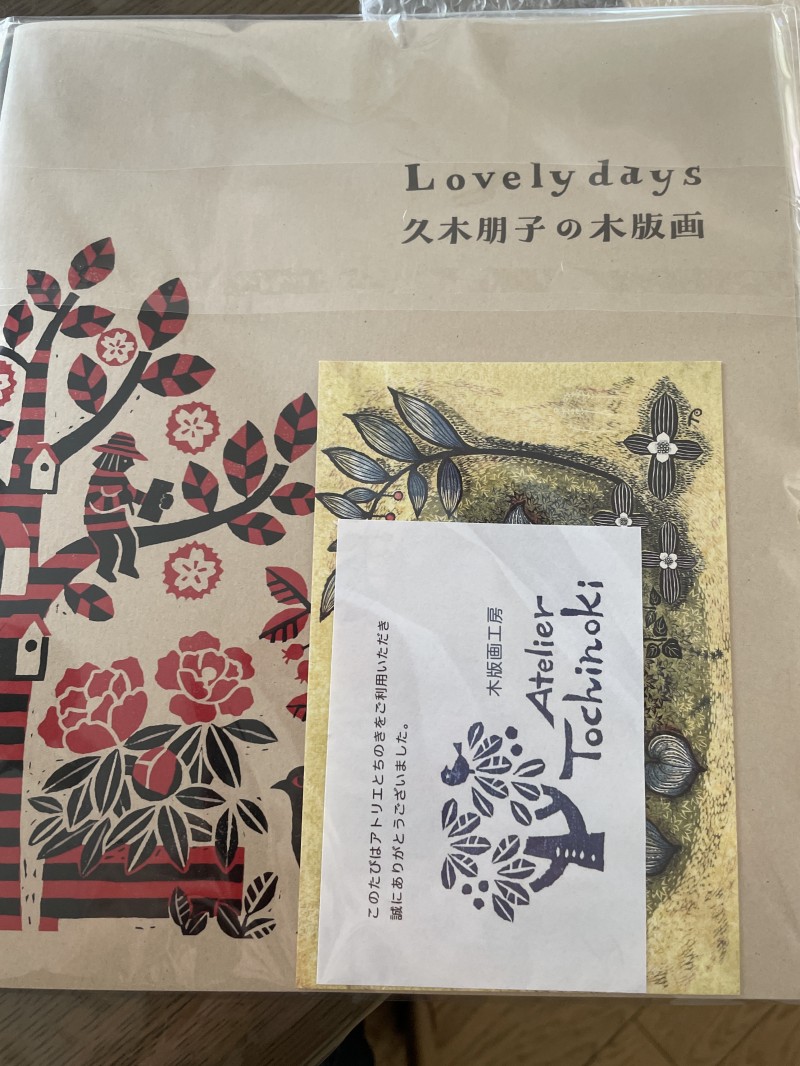 Lovely days
久木朋子の木版画
このたびはアトリエとちのきをご利用いただき
誠にありがとうございました。
木版画工房
Atelier
Tochinoki